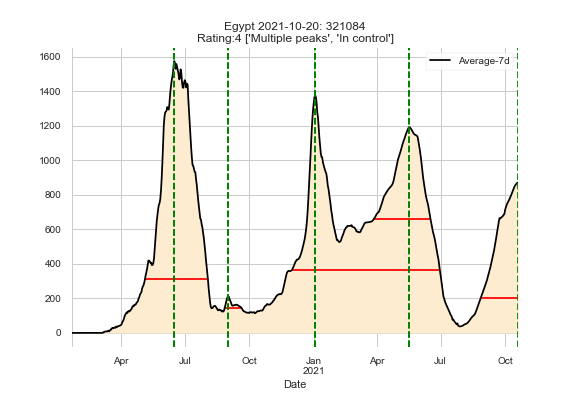 Egypt 2021-10-20: 321084
Rating:4 ['Multiple peaks', 'In control']
Average-7d
1600
1400
1200
1000
800
600
400
200
0
Apr Jul Oct Jan Apr Jul Oct
2021
Date